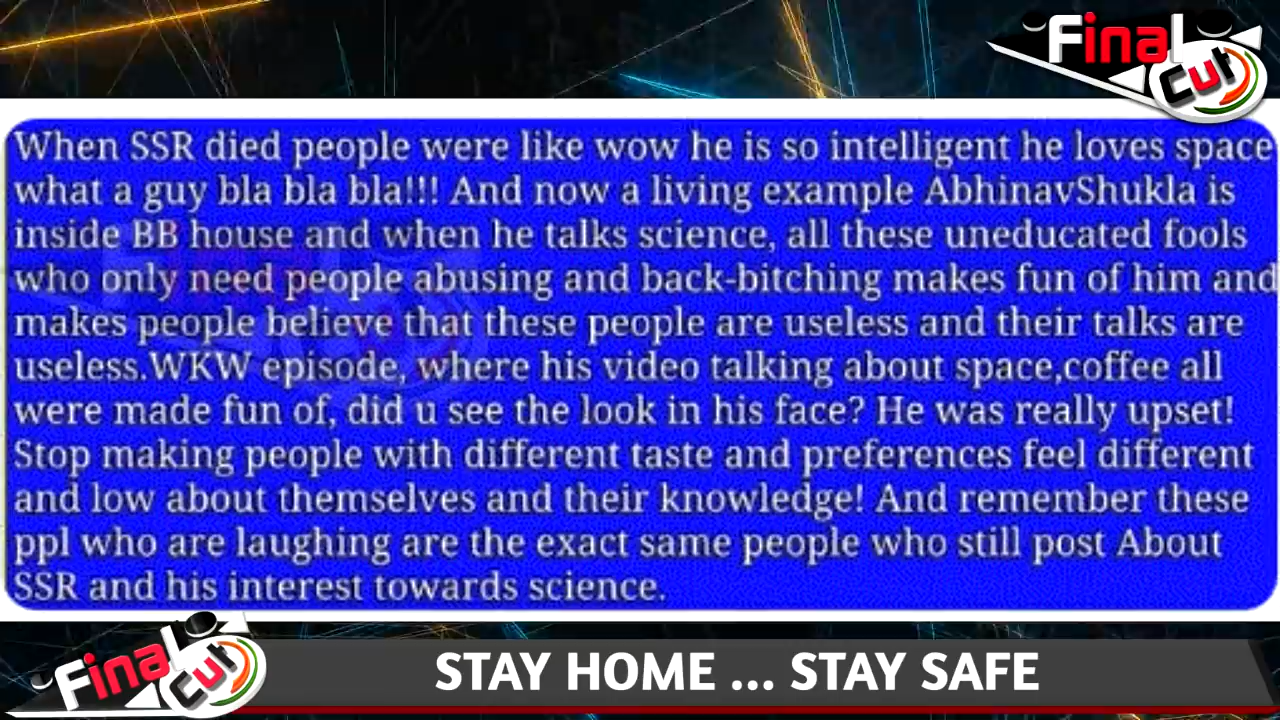 Final
Cut
When SSR died people were like wow he is so intelligent he loves space
what a guy bla bla bla!!! And now a living example AbhinavShukla is
inside BB house and when he talks science, all these uneducated fools
who only need people abusing and back-bitching makes fun of him and
makes people believe that these people are useless and their talks are
useless.WKW episode, where his video talking about space,coffee all
were made fun of, did u see the look in his face? He was really upset!
Stop making people with different taste and preferences feel different
and low about themselves and their knowledge! And remember these
ppl who are laughing are the exact same people who still post About
SSR and his interest towards science.
Final
Cut
STAY HOME ... STAY SAFE